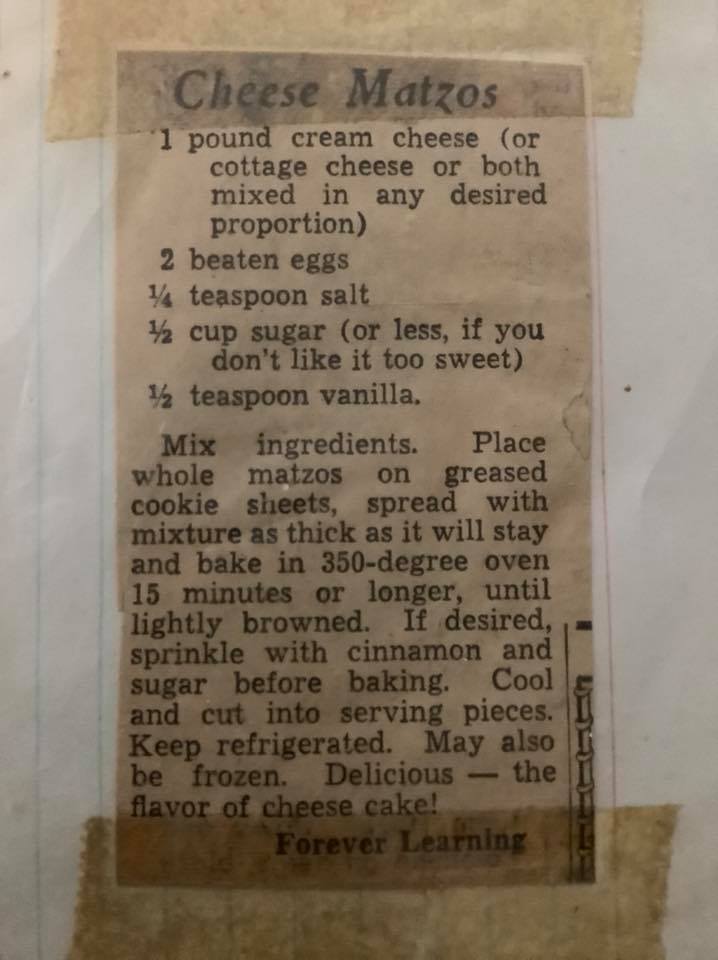 Cheese Matzos
1 pound cream cheese (or
cottage cheese or both
mixed in any desired
proportion)
2 beaten eggs
¼ teaspoon salt
½ cup sugar (or less, if you
don't like it too sweet)
½ teaspoon vanilla.
Mix ingredients. Place
whole matzos on greased
cookie sheets, spread with
mixture as thick as it will stay
and bake in 350-degree oven
15 minutes or longer, until
lightly browned. If desired,
sprinkle with cinnamon and
sugar before baking. Cool
and cut into serving pieces.
Keep refrigerated. May also
be frozen. Delicious — the
flavor of cheese cake!
Forever Learning